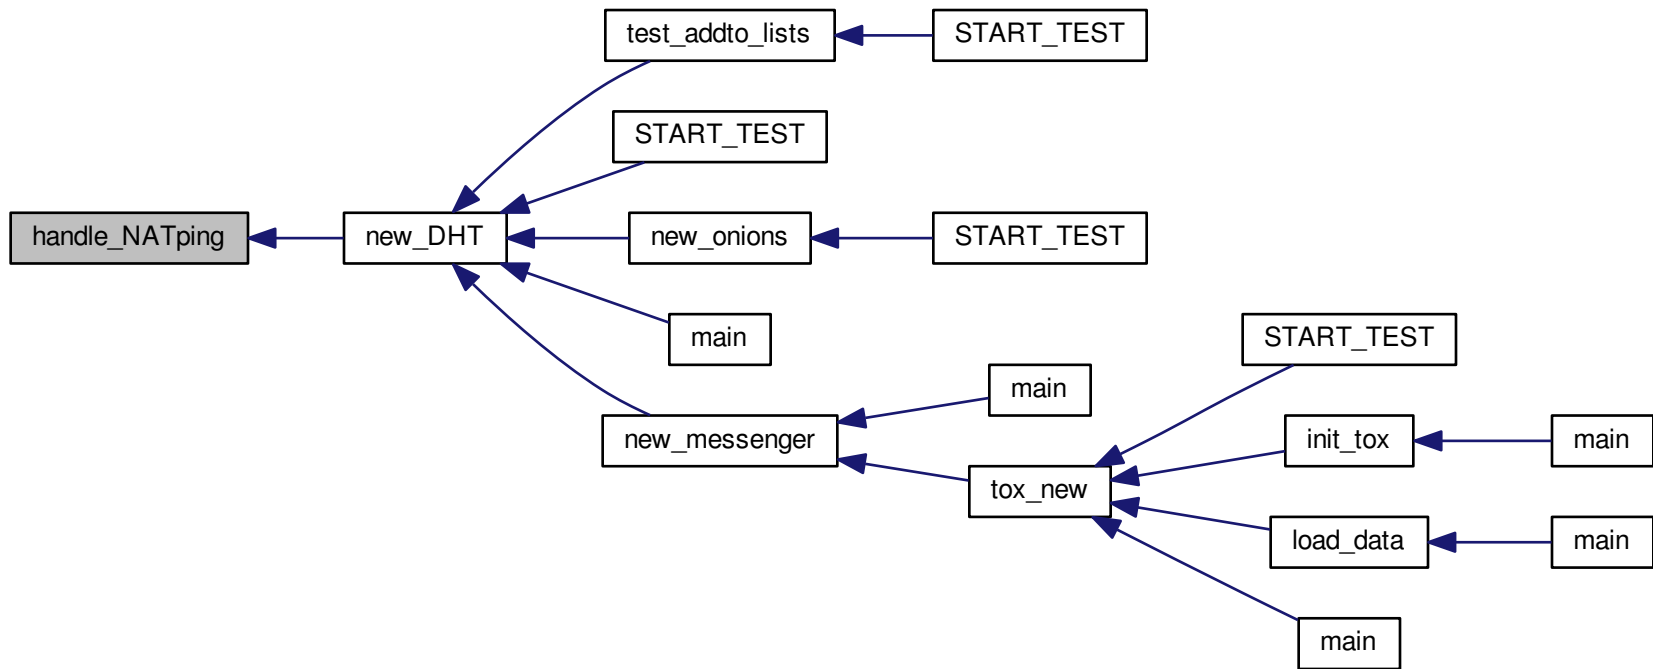 test_addto_lists
START_TEST
START_TEST
handle_NATping
new_DHT
new_onions
START_TEST
main
START_TEST
main
new_messenger
init_tox
main
tox_new
load_data
main
main